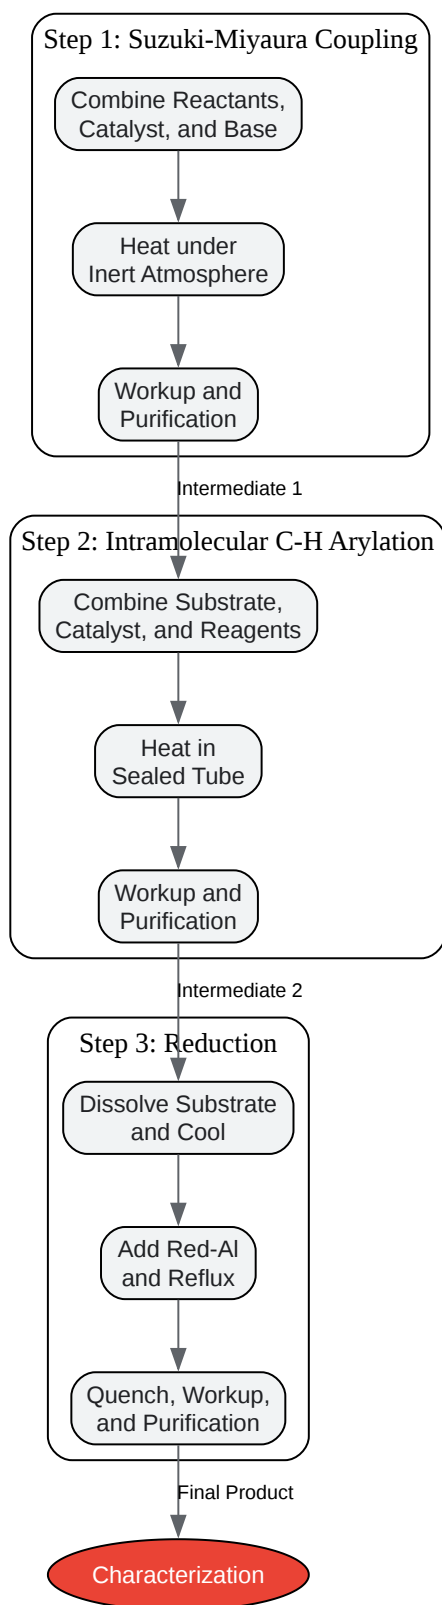 Step 1: Suzuki-Miyaura Coupling
Combine Reactants,
Catalyst, and Base
Heat under
Inert Atmosphere
Workup and
Purification
Intermediate 1
Step 2: Intramolecular C-H Arylation
Combine Substrate,
Catalyst, and Reagents
Heat in
Sealed Tube
Workup and
Purification
Intermediate 2
Step 3: Reduction
Dissolve Substrate
and Cool
Add Red-Al
and Reflux
Quench, Workup,
and Purification
Final Product
Characterization